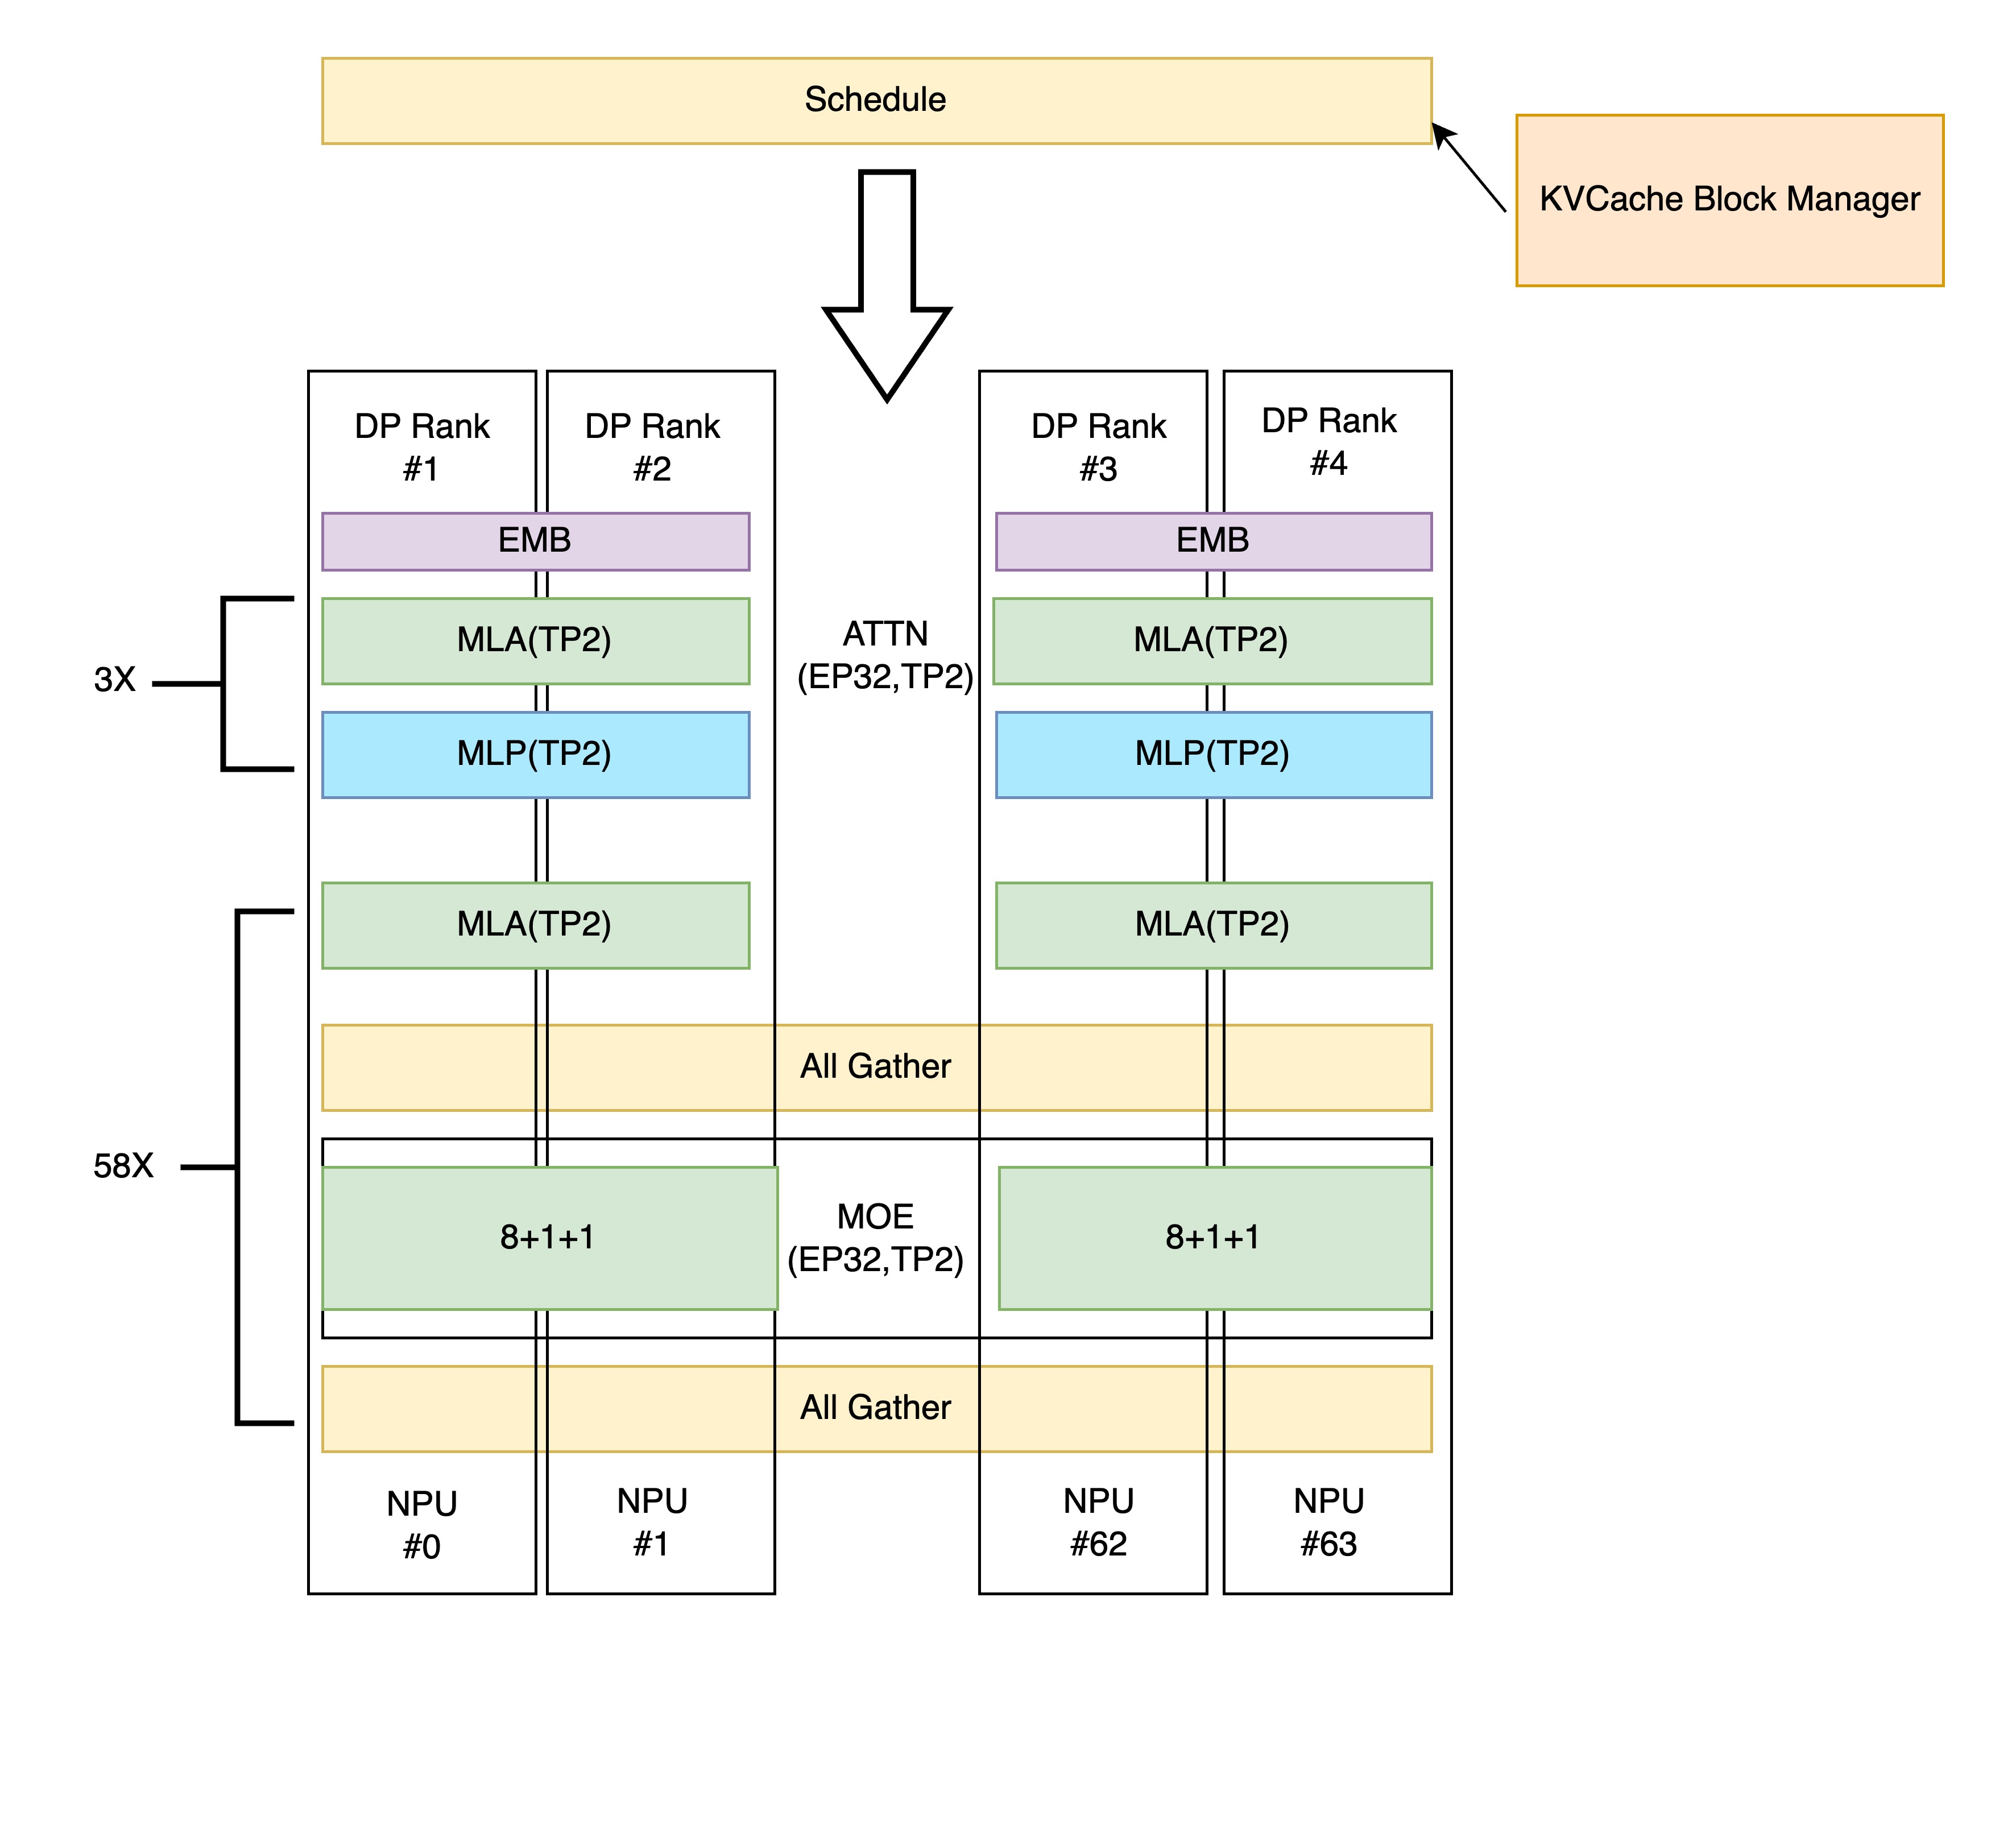 Schedule
KVCache Block Manager
DP Rank
#1
DP Rank
#2
DP Rank
#3
DP Rank
#4
EMB
EMB
3X
MLA(TP2)
ATTN
(EP32,TP2)
MLA(TP2)
MLP(TP2)
MLP(TP2)
MLA(TP2)
MLA(TP2)
58X
All Gather
8+1+1
MOE
(EP32,TP2)
8+1+1
All Gather
NPU
#0
NPU
#1
NPU
#62
NPU
#63